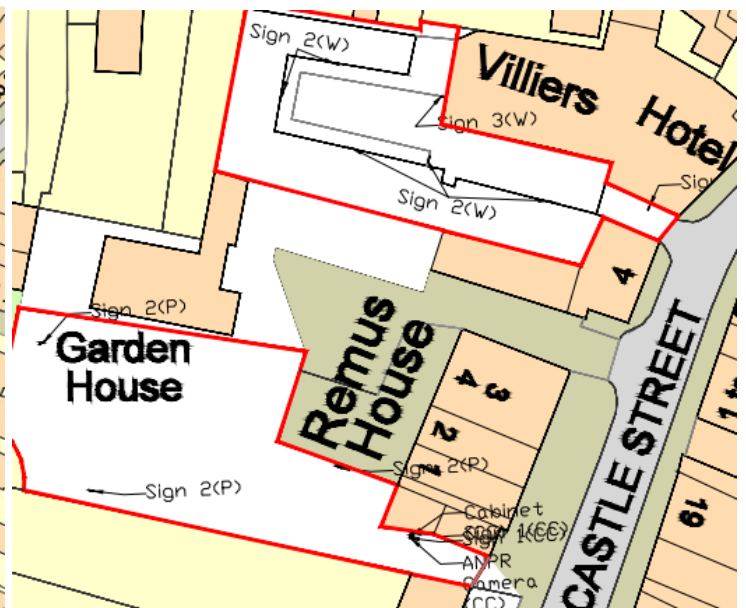 Sign 2(W)
Villiers Hotel
Sign 3(W)
Sign 2(W)
Sig
4
Sign 2(P)
Garden
House
Remus
House
3
4
2
1
Sign 2(P)
Sign 2(P)
Cabinet
Sign 1(CC)
ANPR
Camera
(CC)
CASTLE STREET
19